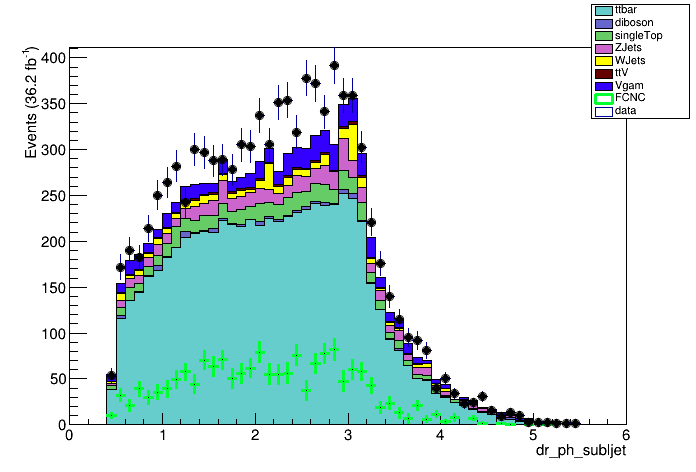 ttbar
diboson
singleTop
ZJets
WJets
ttV
Vgam
FCNC
data
Events (36.2 fb⁻¹)
400
350
300
250
200
150
100
50
0
0 1 2 3 4 5 6
dr_ph_subljet